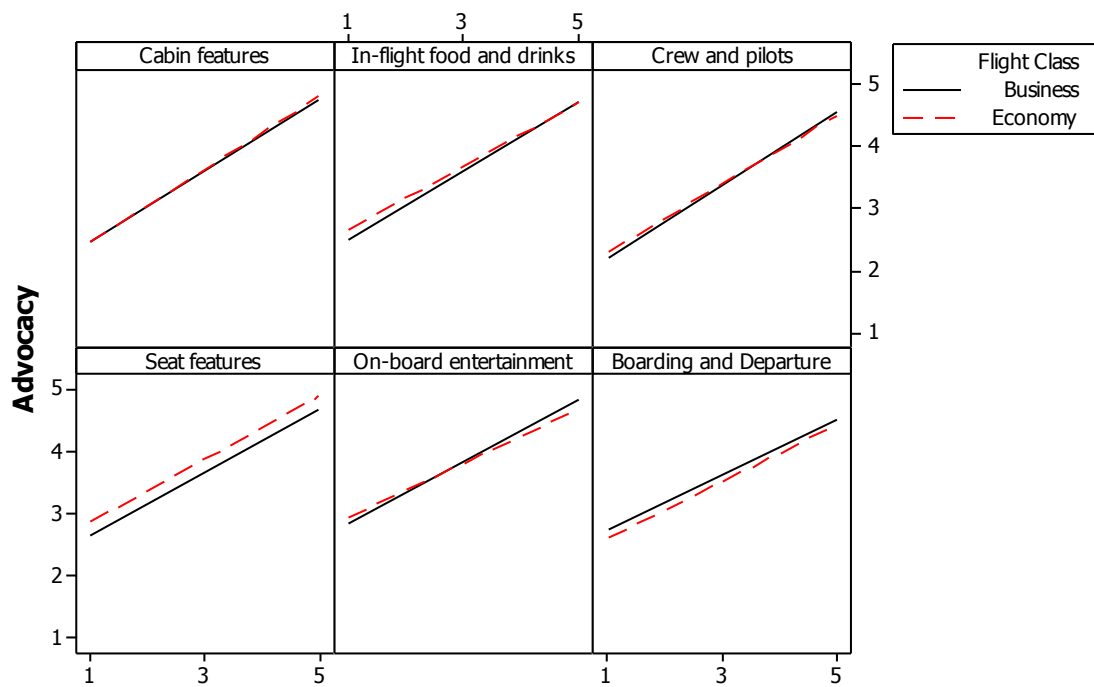 1 3 5
Cabin features In-flight food and drinks Crew and pilots
Flight Class
Business
Economy
5
4
3
2
1
Advocacy
Seat features On-board entertainment Boarding and Departure
5
4
3
2
1
1 3 5 1 3 5